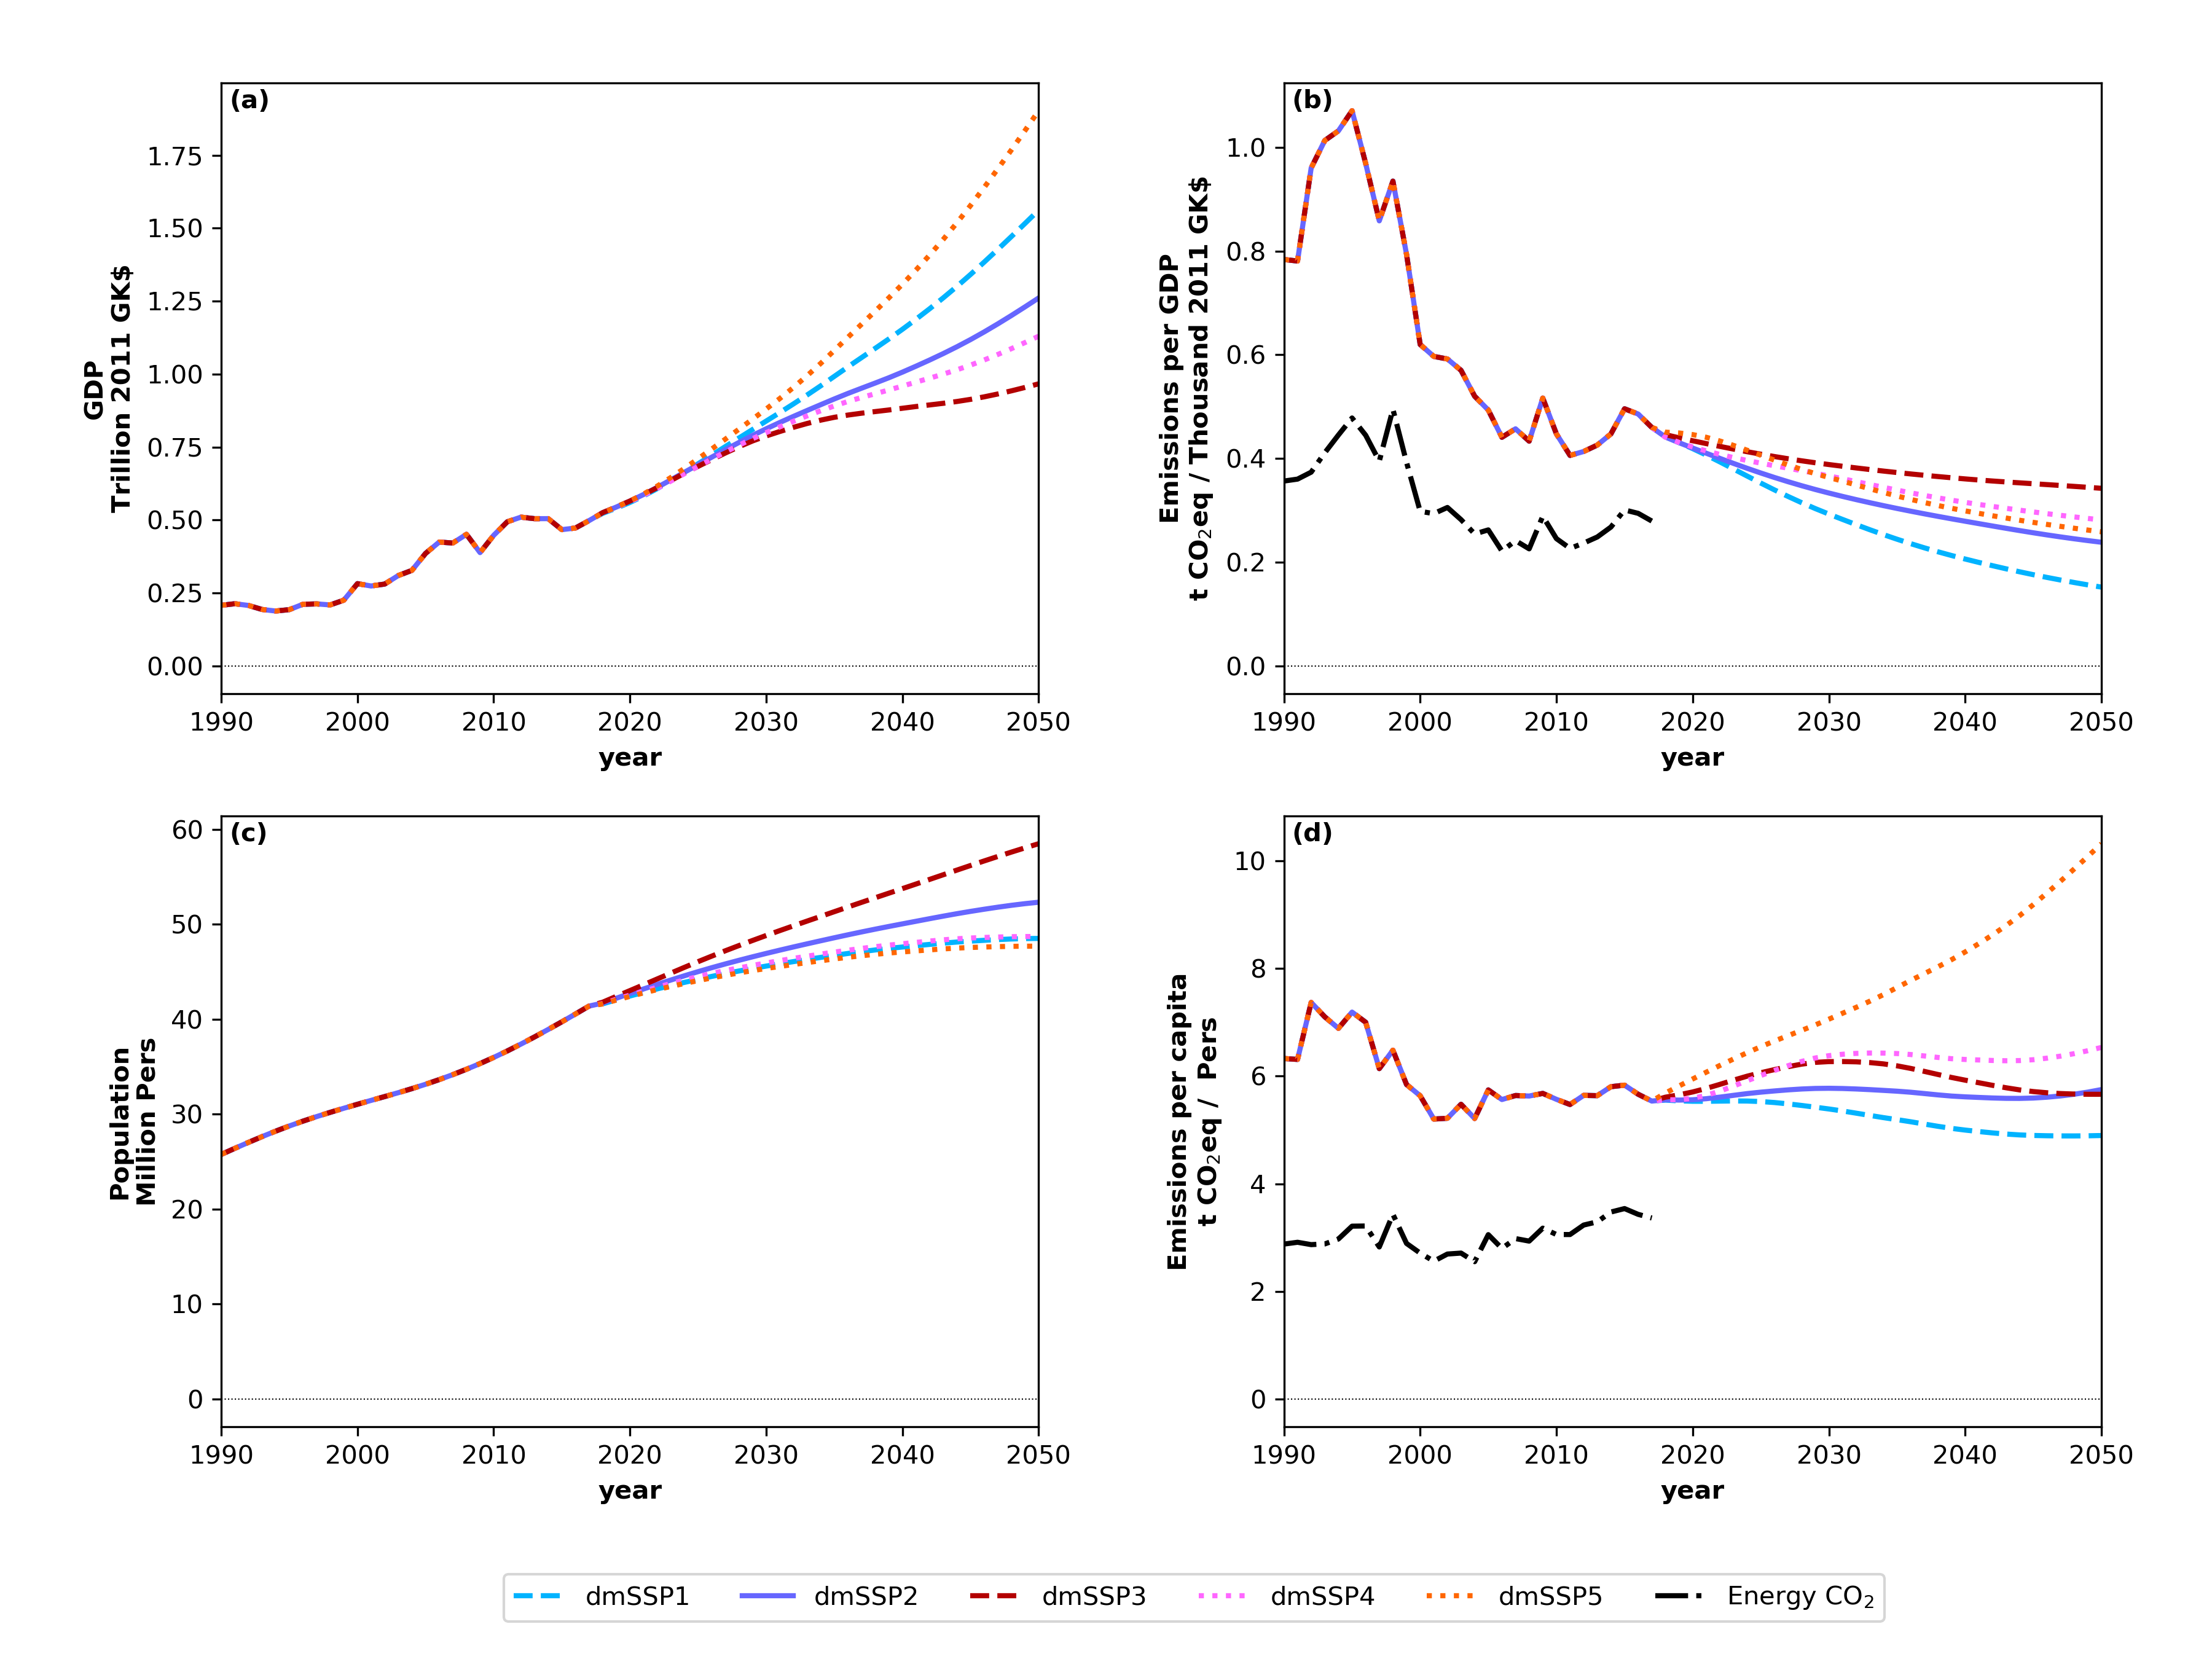 (a)
GDP
Trillion 2011 GK$
1.75
1.50
1.25
1.00
0.75
0.50
0.25
0.00
1990 2000 2010 2020 2030 2040 2050
year
(b)
Emissions per GDP
t CO₂eq / Thousand 2011 GK$
1.0
0.8
0.6
0.4
0.2
0.0
1990 2000 2010 2020 2030 2040 2050
year
(c)
Population
Million Pers
60
50
40
30
20
10
0
1990 2000 2010 2020 2030 2040 2050
year
(d)
Emissions per capita
t CO₂eq / Pers
10
8
6
4
2
0
1990 2000 2010 2020 2030 2040 2050
year
dmSSP1 dmSSP2 dmSSP3 dmSSP4 dmSSP5 Energy CO₂